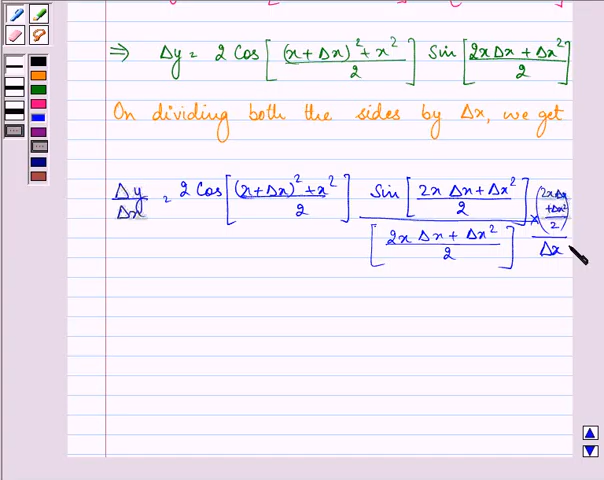 ⇒ Δy = 2 Cos [((x + Δx)² + x²)/2] Sin [(2x Δx + Δx²)/2]
On dividing both the sides by Δx, we get
Δy/Δx = 2 Cos [((x + Δx)² + x²)/2] Sin [(2x Δx + Δx²)/2] / [(2x Δx + Δx²)/2] × ((2x Δx + Δx²)/2) / Δx